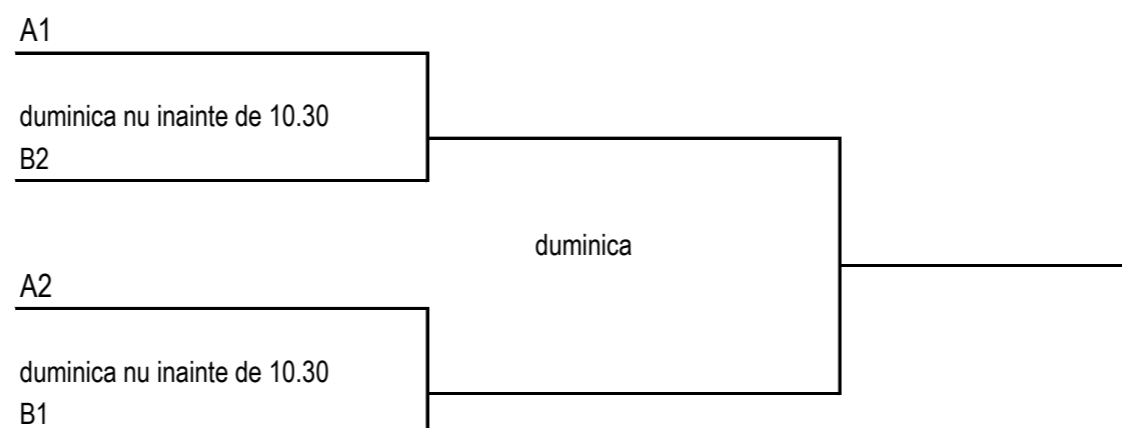 A1
duminica nu inainte de 10.30
B2
duminica
A2
duminica nu inainte de 10.30
B1